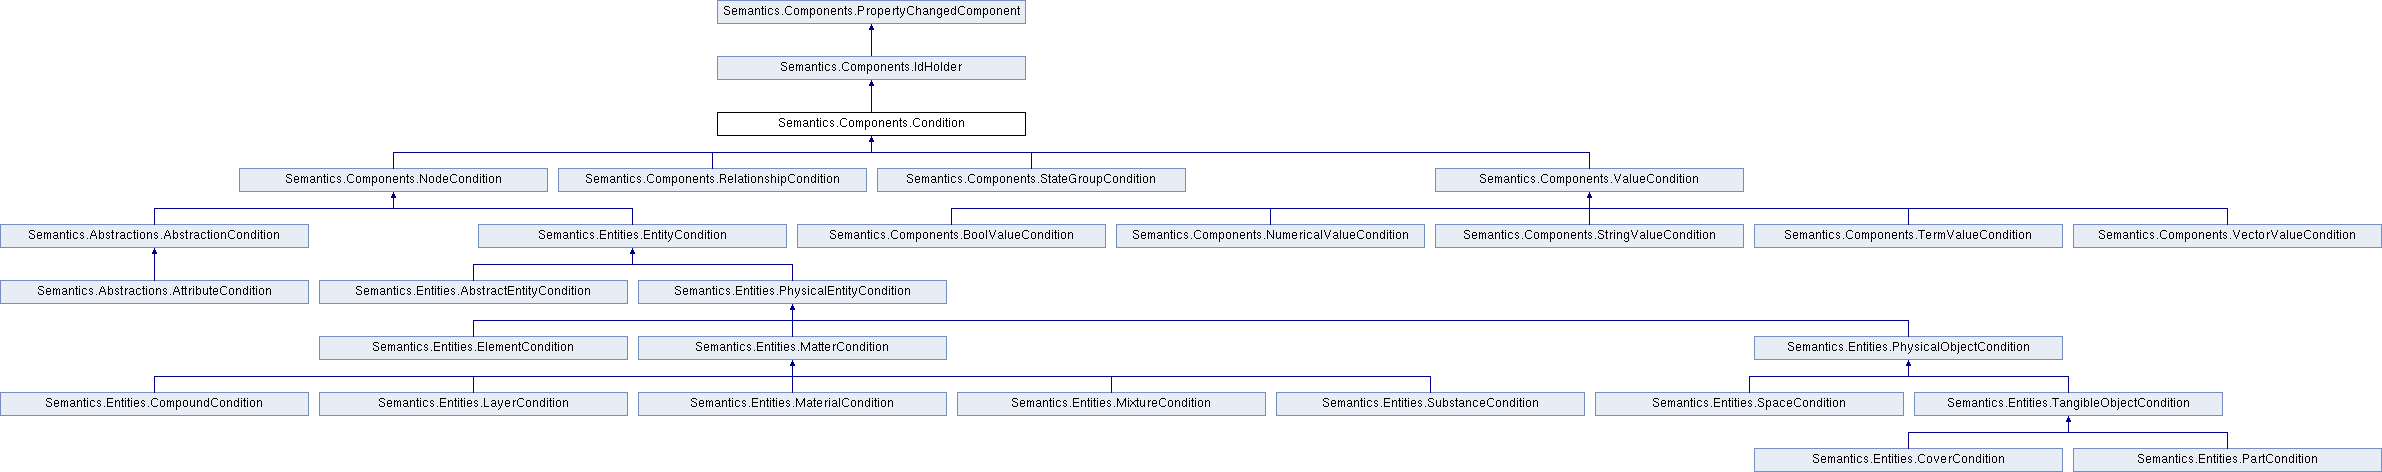 Semantics.Components.PropertyChangedComponent
Semantics.Components.IdHolder
Semantics.Components.Condition
Semantics.Components.NodeCondition
Semantics.Components.RelationshipCondition
Semantics.Components.StateGroupCondition
Semantics.Components.ValueCondition
Semantics.Abstractions.AbstractionCondition
Semantics.Entities.EntityCondition
Semantics.Components.BoolValueCondition
Semantics.Components.NumericalValueCondition
Semantics.Components.StringValueCondition
Semantics.Components.TermValueCondition
Semantics.Components.VectorValueCondition
Semantics.Abstractions.AttributeCondition
Semantics.Entities.AbstractEntityCondition
Semantics.Entities.PhysicalEntityCondition
Semantics.Entities.ElementCondition
Semantics.Entities.MatterCondition
Semantics.Entities.PhysicalObjectCondition
Semantics.Entities.CompoundCondition
Semantics.Entities.LayerCondition
Semantics.Entities.MaterialCondition
Semantics.Entities.MixtureCondition
Semantics.Entities.SubstanceCondition
Semantics.Entities.SpaceCondition
Semantics.Entities.TangibleObjectCondition
Semantics.Entities.CoverCondition
Semantics.Entities.PartCondition